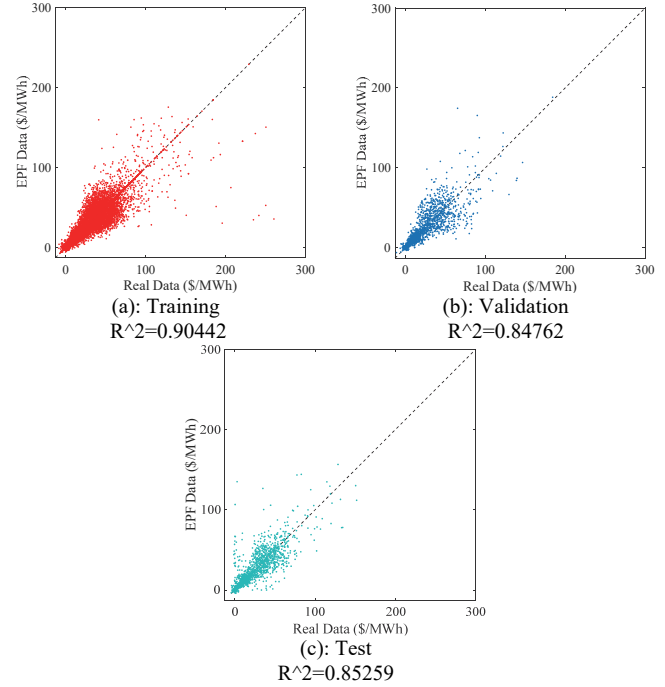 300
200
100
0
EPF Data ($/MWh)
0 100 200 300
Real Data ($/MWh)
(a): Training
R^2=0.90442
300
200
100
0
EPF Data ($/MWh)
0 100 200 300
Real Data ($/MWh)
(b): Validation
R^2=0.84762
300
200
100
0
EPF Data ($/MWh)
0 100 200 300
Real Data ($/MWh)
(c): Test
R^2=0.85259